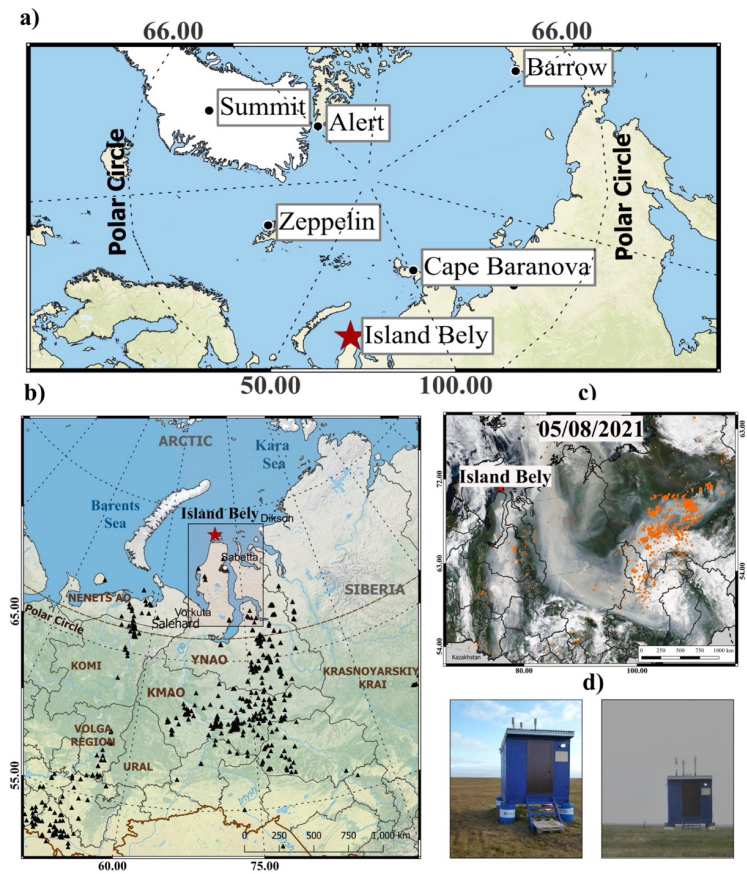 a)
66.00
66.00
Barrow
Summit
Alert
Polar Circle
Polar Circle
Zeppelin
Cape Baranova
Island Bely
50.00
100.00
b)
ARCTIC
Kara
Sea
Barents
Sea
Island Bely
Dikson
Sabetta
SIBERIA
NENETS AO
65.00
Polar Circle
Vorkuta
Salehard
KOMI
YNAO
KRASNOYARSKIY
KRAI
KMAO
VOLGA
REGION
URAL
55.00
0
250
500
750
1,000 km
60.00
75.00
c)
05/08/2021
63.00
Island Bely
72.00
63.00
54.00
54.00
Kazakhstan
0
250
500
750
1000 km
80.00
100.00
d)